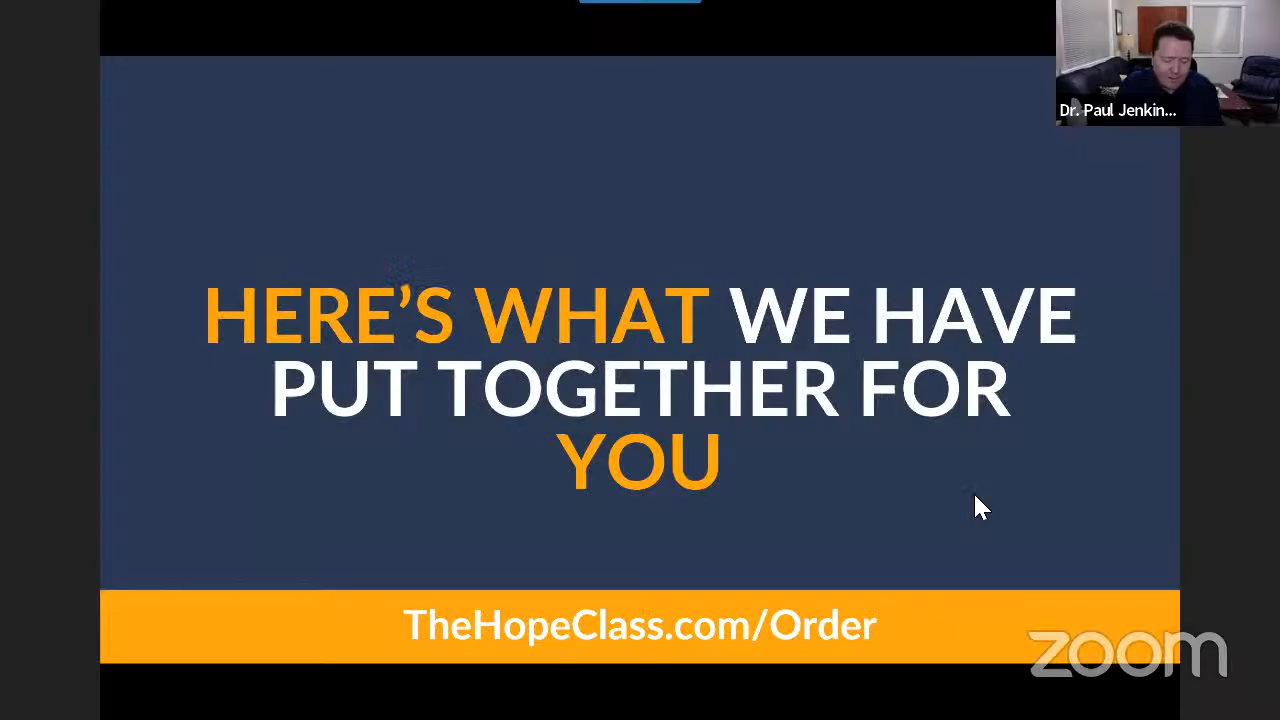 Dr. Paul Jenkin...
HERE'S WHAT WE HAVE
PUT TOGETHER FOR
YOU
TheHopeClass.com/Order
zoom